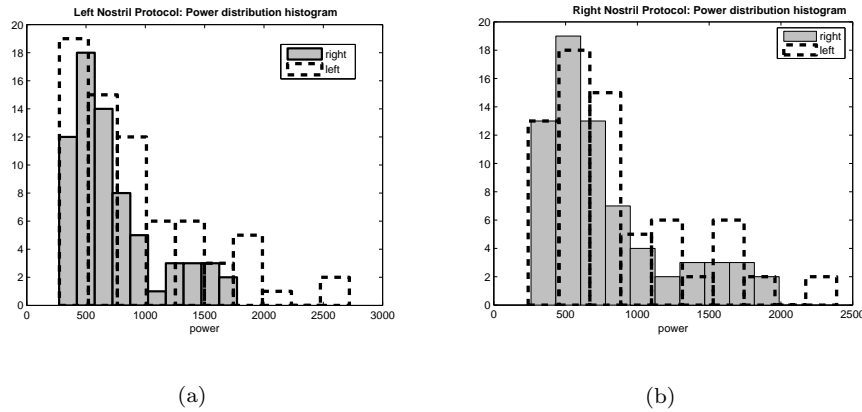 Left Nostril Protocol: Power distribution histogram
20
18
16
14
12
10
8
6
4
2
0
0 500 1000 1500 2000 2500 3000
power
right
left
(a)
Right Nostril Protocol: Power distribution histogram
20
18
16
14
12
10
8
6
4
2
0
0 500 1000 1500 2000 2500
power
right
left
(b)